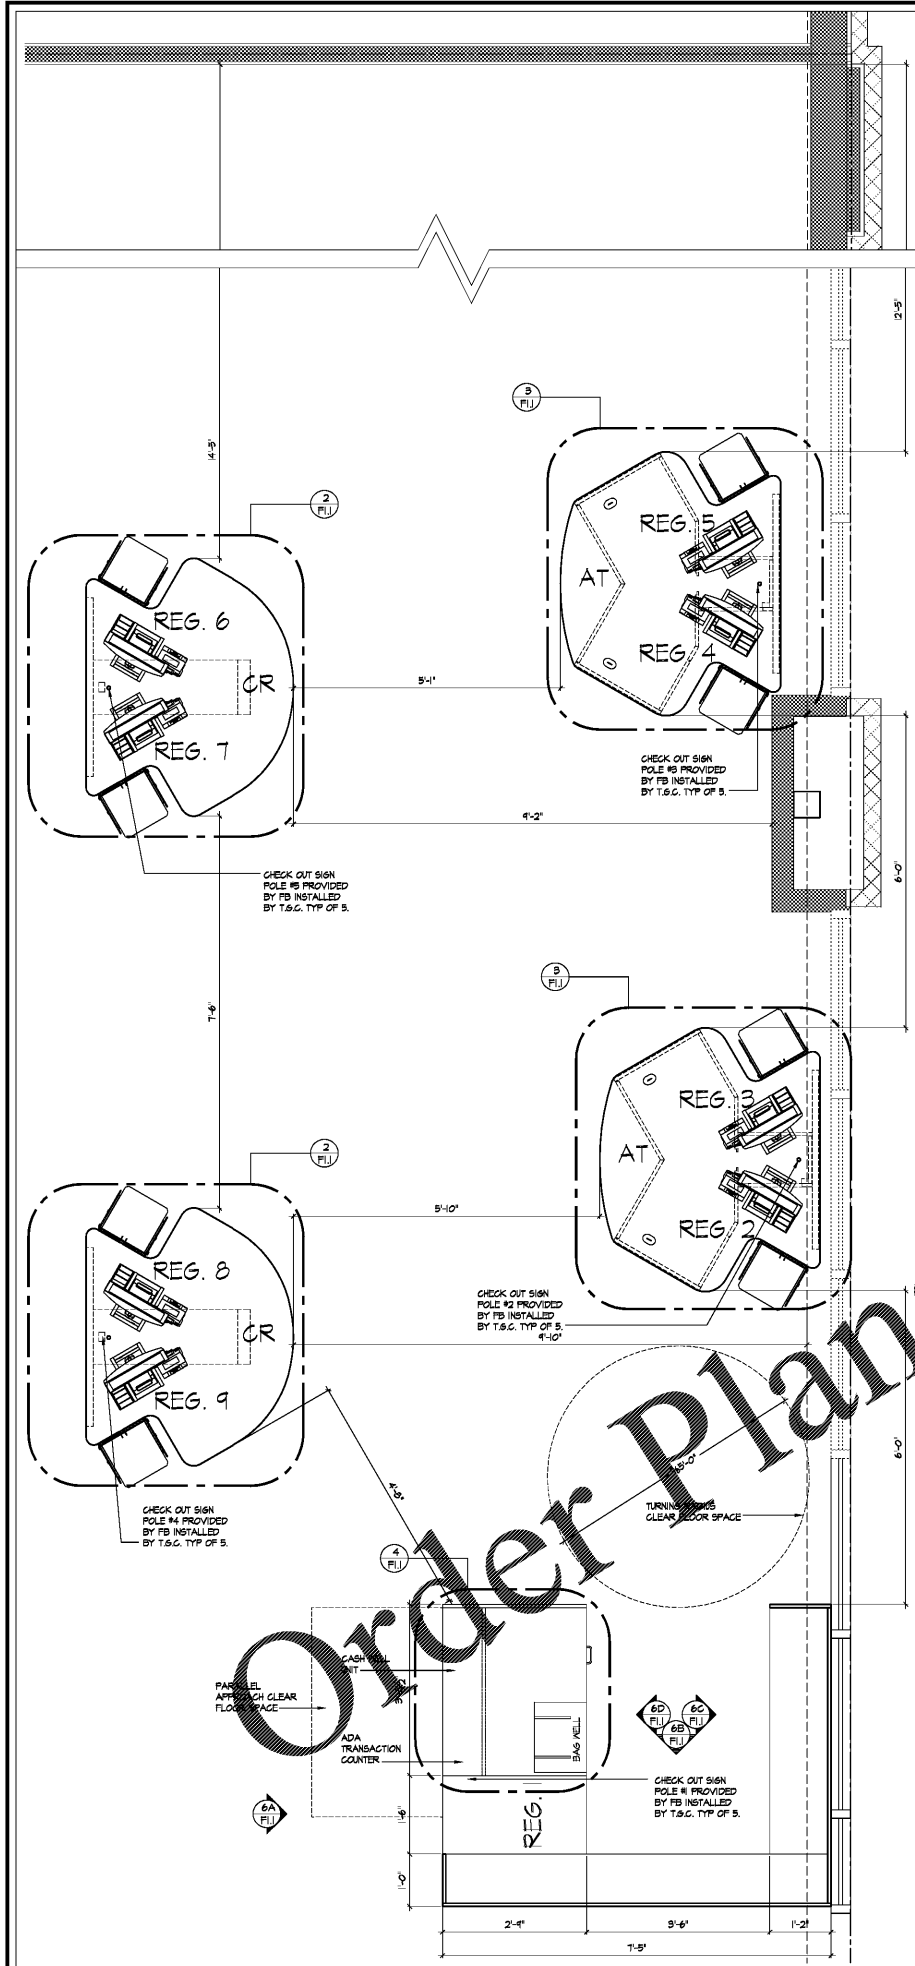 12'-5"
14'-5"
3
F1.1
2
F1.1
REG. 5
AT
REG. 4
REG. 6
CR
REG. 7
5'-1"
CHECK OUT SIGN
POLE #3 PROVIDED
BY FB INSTALLED
BY T.G.C. TYP OF 5.
9'-2"
6'-0"
CHECK OUT SIGN
POLE #5 PROVIDED
BY FB INSTALLED
BY T.G.C. TYP OF 5.
7'-6"
3
F1.1
REG. 3
AT
REG. 2
2
F1.1
5'-10"
REG. 8
CR
REG. 9
CHECK OUT SIGN
POLE #2 PROVIDED
BY FB INSTALLED
BY T.G.C. TYP OF 5.
9'-10"
6'-0"
Order Plan
TURNING
CLEAR FLOOR SPACE
CHECK OUT SIGN
POLE #4 PROVIDED
BY FB INSTALLED
BY T.G.C. TYP OF 5.
4
F1.1
CASH
APPROACH CLEAR
ADA
TRANSACTION
COUNTER
BAG WELL
6D
F1.1
6B
F1.1
6C
F1.1
CHECK OUT SIGN
POLE #1 PROVIDED
BY FB INSTALLED
BY T.G.C. TYP OF 5.
6A
F1.1
REG.
1'-6"
1'-0"
2'-9"
3'-6"
1'-2"
7'-5"